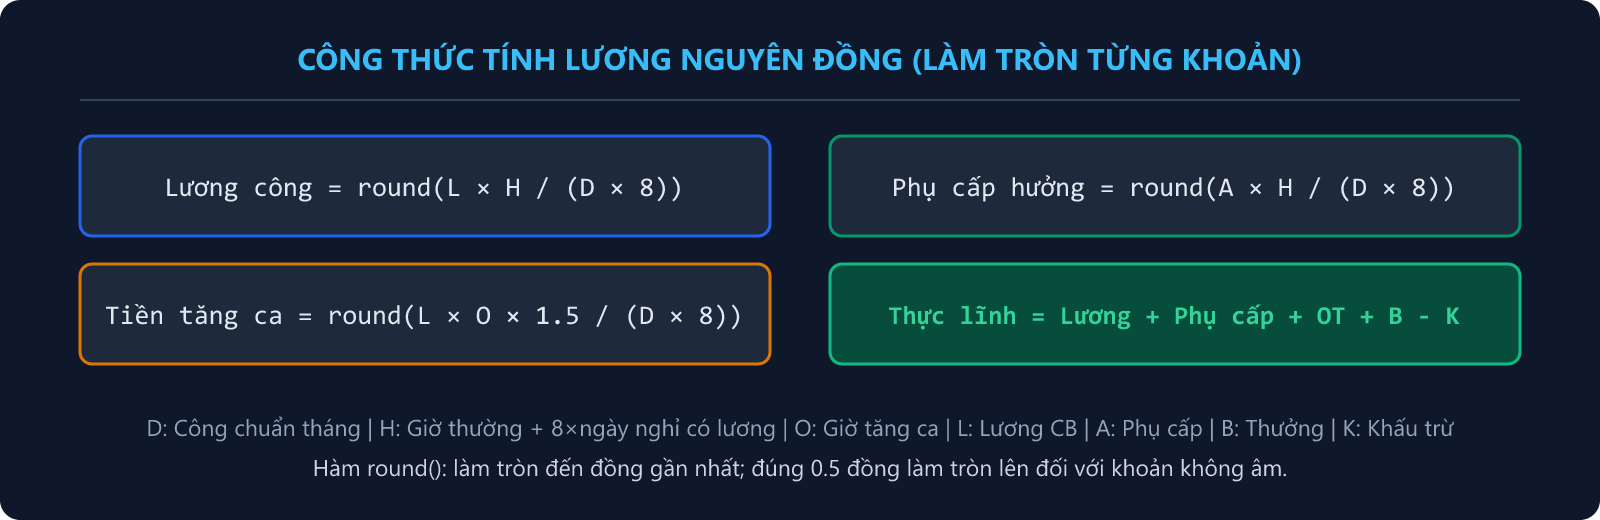 CÔNG THỨC TÍNH LƯƠNG NGUYÊN ĐỒNG (LÀM TRÒN TỪNG KHOẢN)
Lương công = round(L × H / (D × 8))
Phụ cấp hưởng = round(A × H / (D × 8))
Tiền tăng ca = round(L × O × 1.5 / (D × 8))
Thực lĩnh = Lương + Phụ cấp + OT + B - K
D: Công chuẩn tháng | H: Giờ thường + 8×ngày nghỉ có lương | O: Giờ tăng ca | L: Lương CB | A: Phụ cấp | B: Thưởng | K: Khấu trừ
Hàm round(): làm tròn đến đồng gần nhất; đúng 0.5 đồng làm tròn lên đối với khoản không âm.